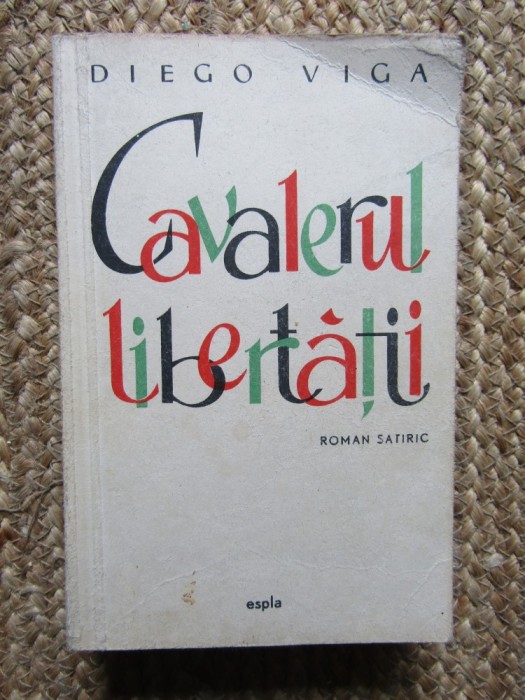 DIEGO VIGA
Cavalerul
libertății
ROMAN SATIRIC
espla